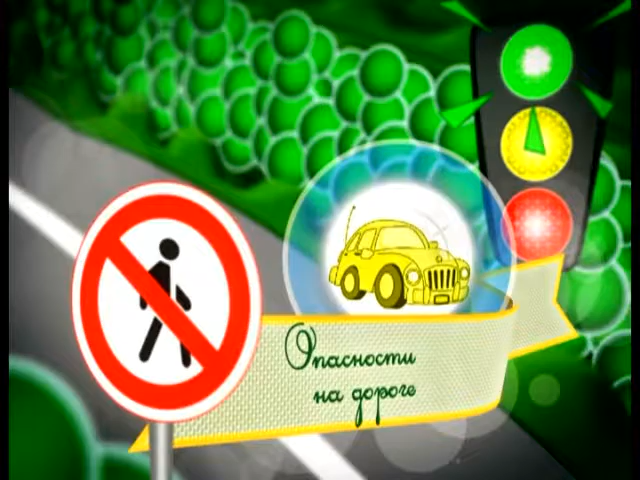 Опасности
на дороге